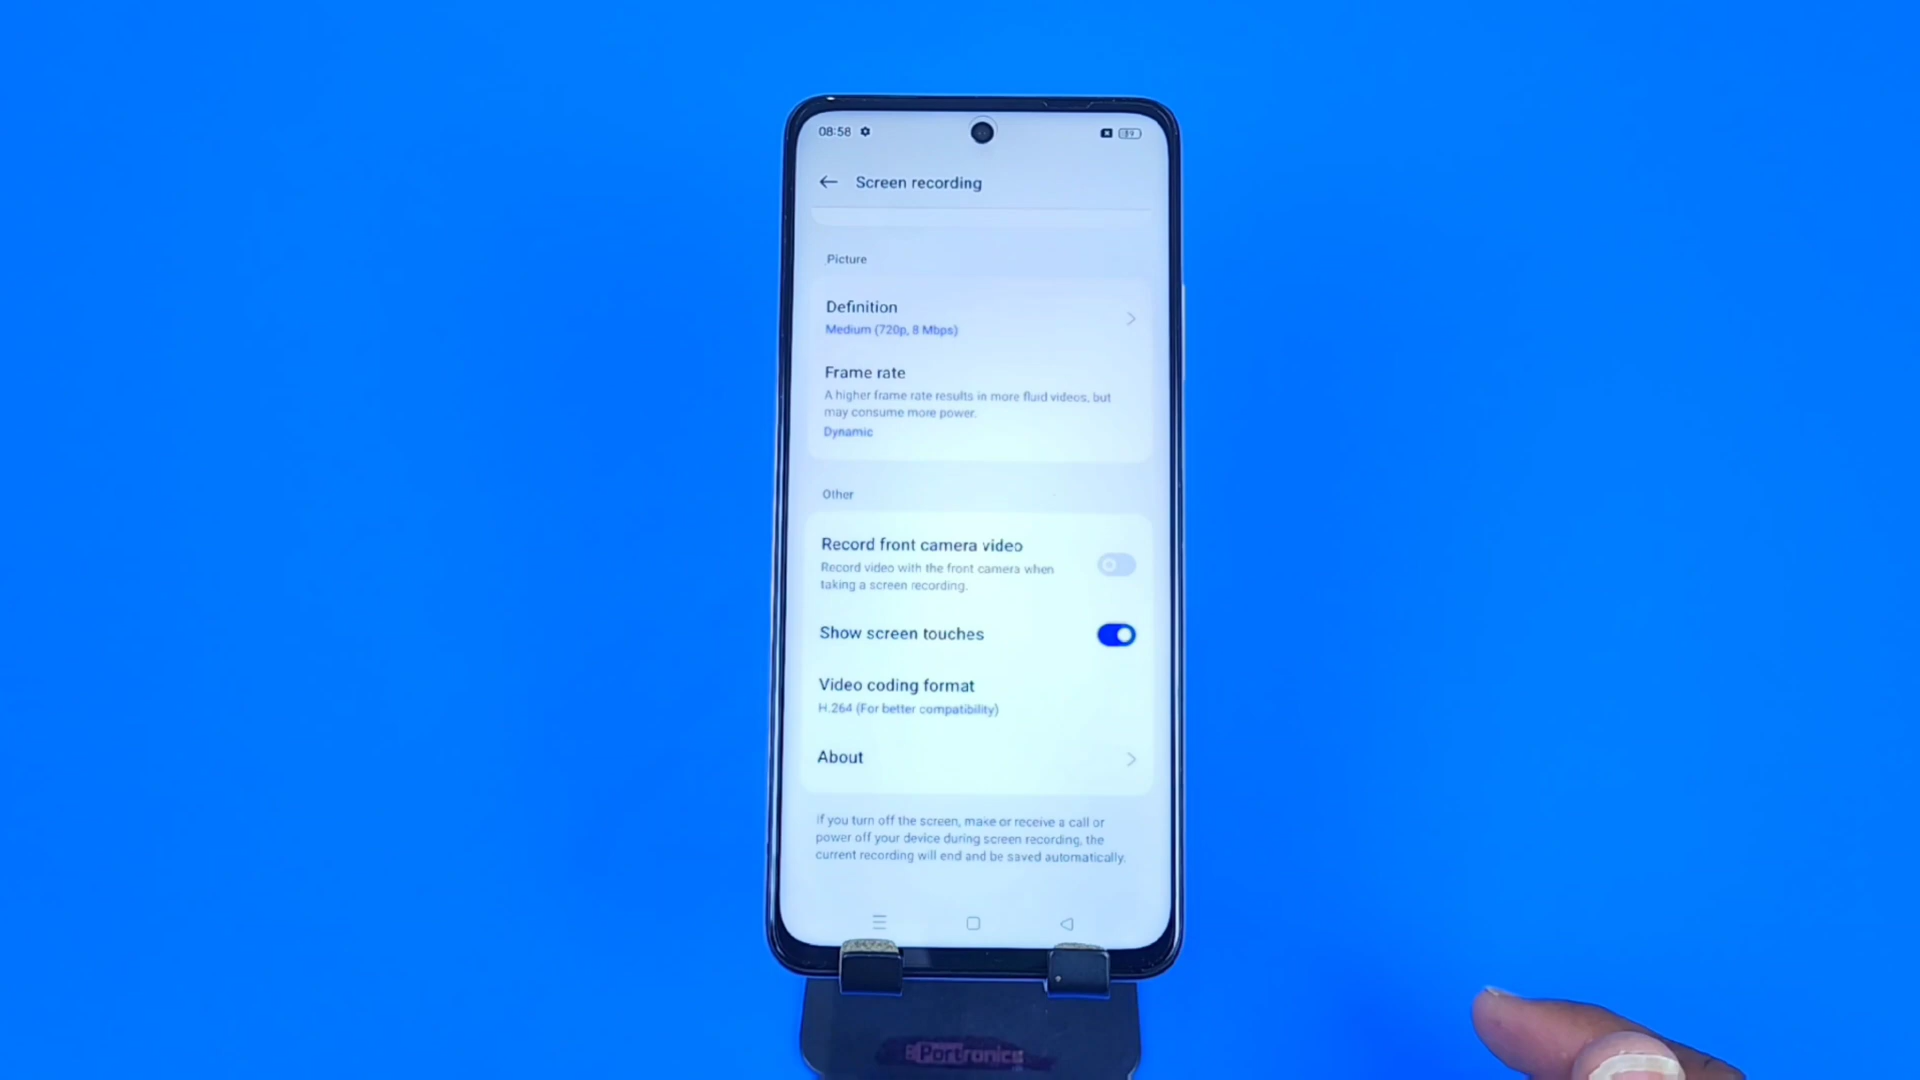 08:58
Screen recording
Picture
Definition
Medium (720p, 8 Mbps)
Frame rate
A higher frame rate results in more fluid videos, but
may consume more power.
Dynamic
Other
Record front camera video
Record video with the front camera when
taking a screen recording.
Show screen touches
Video coding format
H.264 (For better compatibility)
About
If you turn off the screen, make or receive a call or
power off your device during screen recording, the
current recording will end and be saved automatically.
Portronics